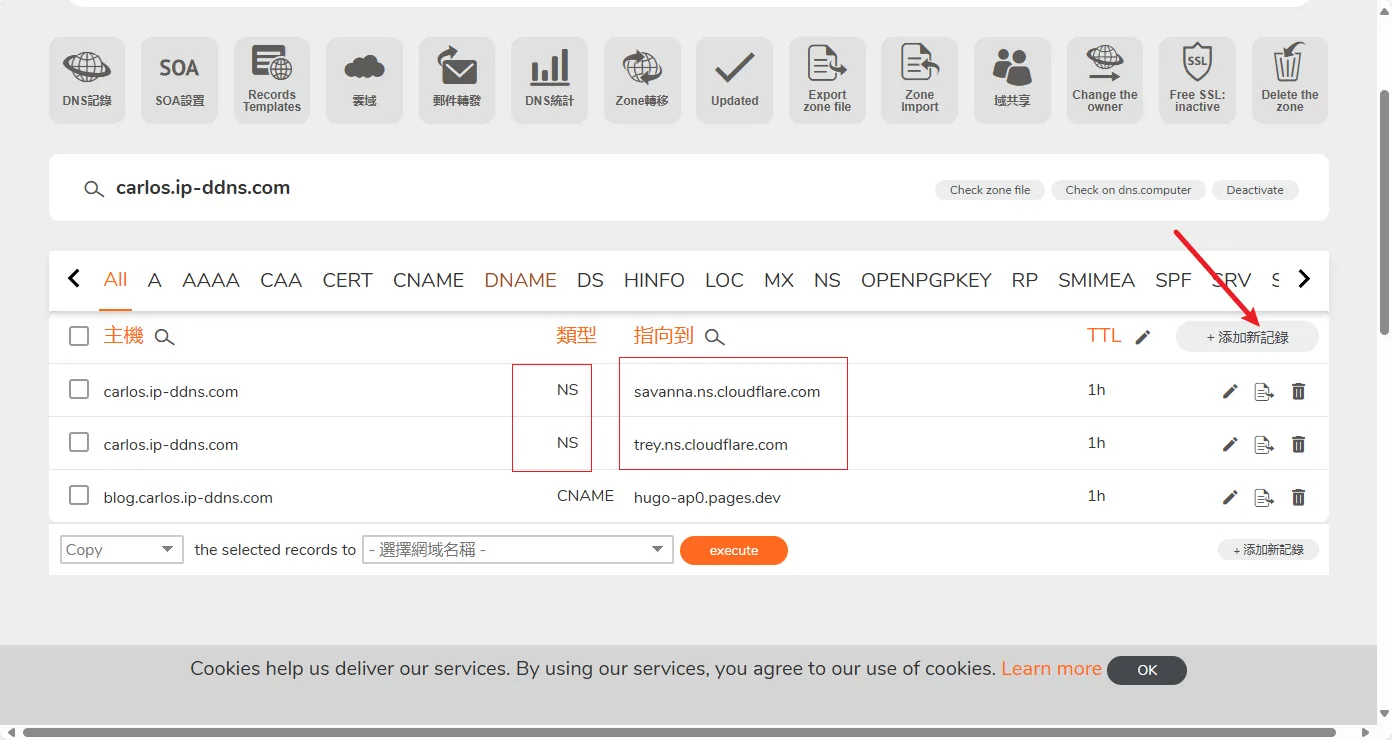 DNS記錄
SOA
SOA設置
Records
Templates
雲域
郵件轉發
DNS統計
Zone轉移
Updated
Export
zone file
Zone
Import
域共享
Change the
owner
SSL
Free SSL:
inactive
Delete the
zone
carlos.ip-ddns.com
Check zone file
Check on dns.computer
Deactivate
All A AAAA CAA CERT CNAME DNAME DS HINFO LOC MX NS OPENPGPKEY RP SMIMEA SPF SRV S
主機 類型 指向到 TTL + 添加新記錄
carlos.ip-ddns.com NS savanna.ns.cloudflare.com 1h
carlos.ip-ddns.com NS trey.ns.cloudflare.com 1h
blog.carlos.ip-ddns.com CNAME hugo-ap0.pages.dev 1h
Copy the selected records to - 選擇網域名稱 - execute + 添加新記錄
Cookies help us deliver our services. By using our services, you agree to our use of cookies. Learn more OK